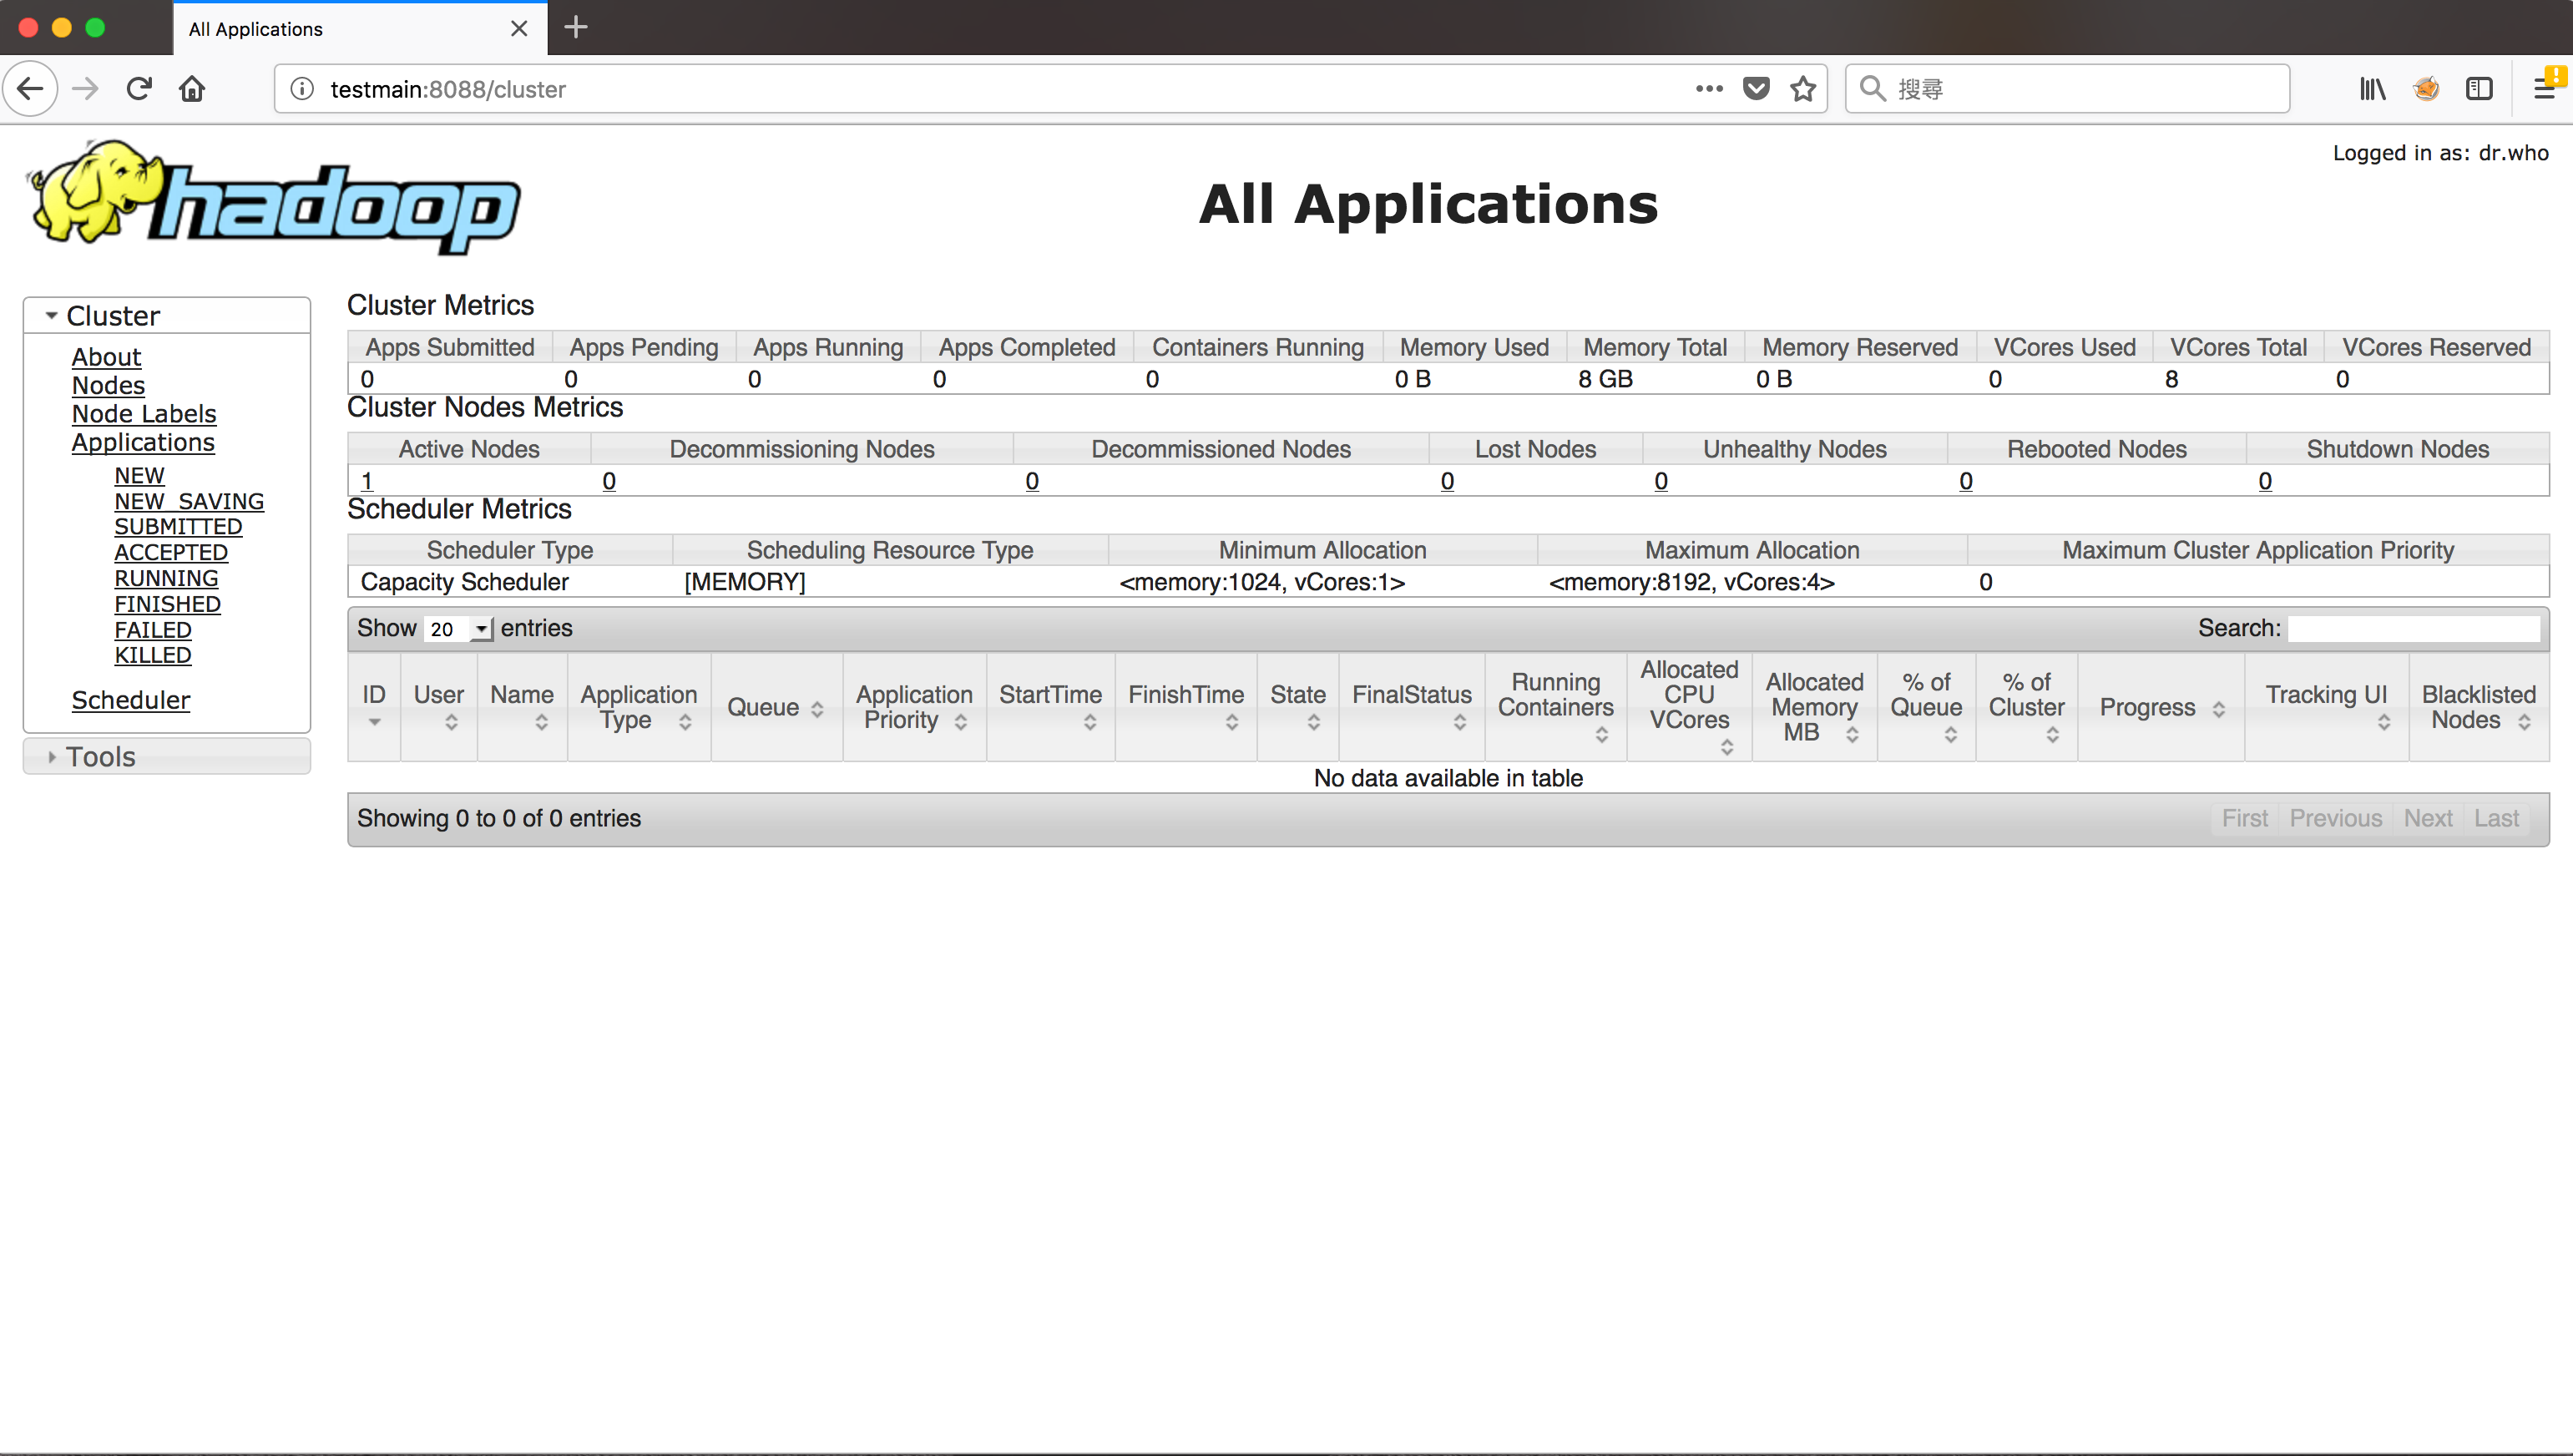 All Applications
testmain:8088/cluster
搜尋
Logged in as: dr.who
hadoop
All Applications
Cluster
About
Nodes
Node Labels
Applications
NEW
NEW_SAVING
SUBMITTED
ACCEPTED
RUNNING
FINISHED
FAILED
KILLED
Scheduler
Tools
Cluster Metrics
Apps Submitted Apps Pending Apps Running Apps Completed Containers Running Memory Used Memory Total Memory Reserved VCores Used VCores Total VCores Reserved
0 0 0 0 0 0 B 8 GB 0 B 0 8 0
Cluster Nodes Metrics
Active Nodes Decommissioning Nodes Decommissioned Nodes Lost Nodes Unhealthy Nodes Rebooted Nodes Shutdown Nodes
1 0 0 0 0 0 0
Scheduler Metrics
Scheduler Type Scheduling Resource Type Minimum Allocation Maximum Allocation Maximum Cluster Application Priority
Capacity Scheduler [MEMORY] <memory:1024, vCores:1> <memory:8192, vCores:4> 0
Show 20 entries Search:
ID User Name Application Type Queue Application Priority StartTime FinishTime State FinalStatus Running Containers Allocated CPU VCores Allocated Memory MB % of Queue % of Cluster Progress Tracking UI Blacklisted Nodes
No data available in table
Showing 0 to 0 of 0 entries First Previous Next Last